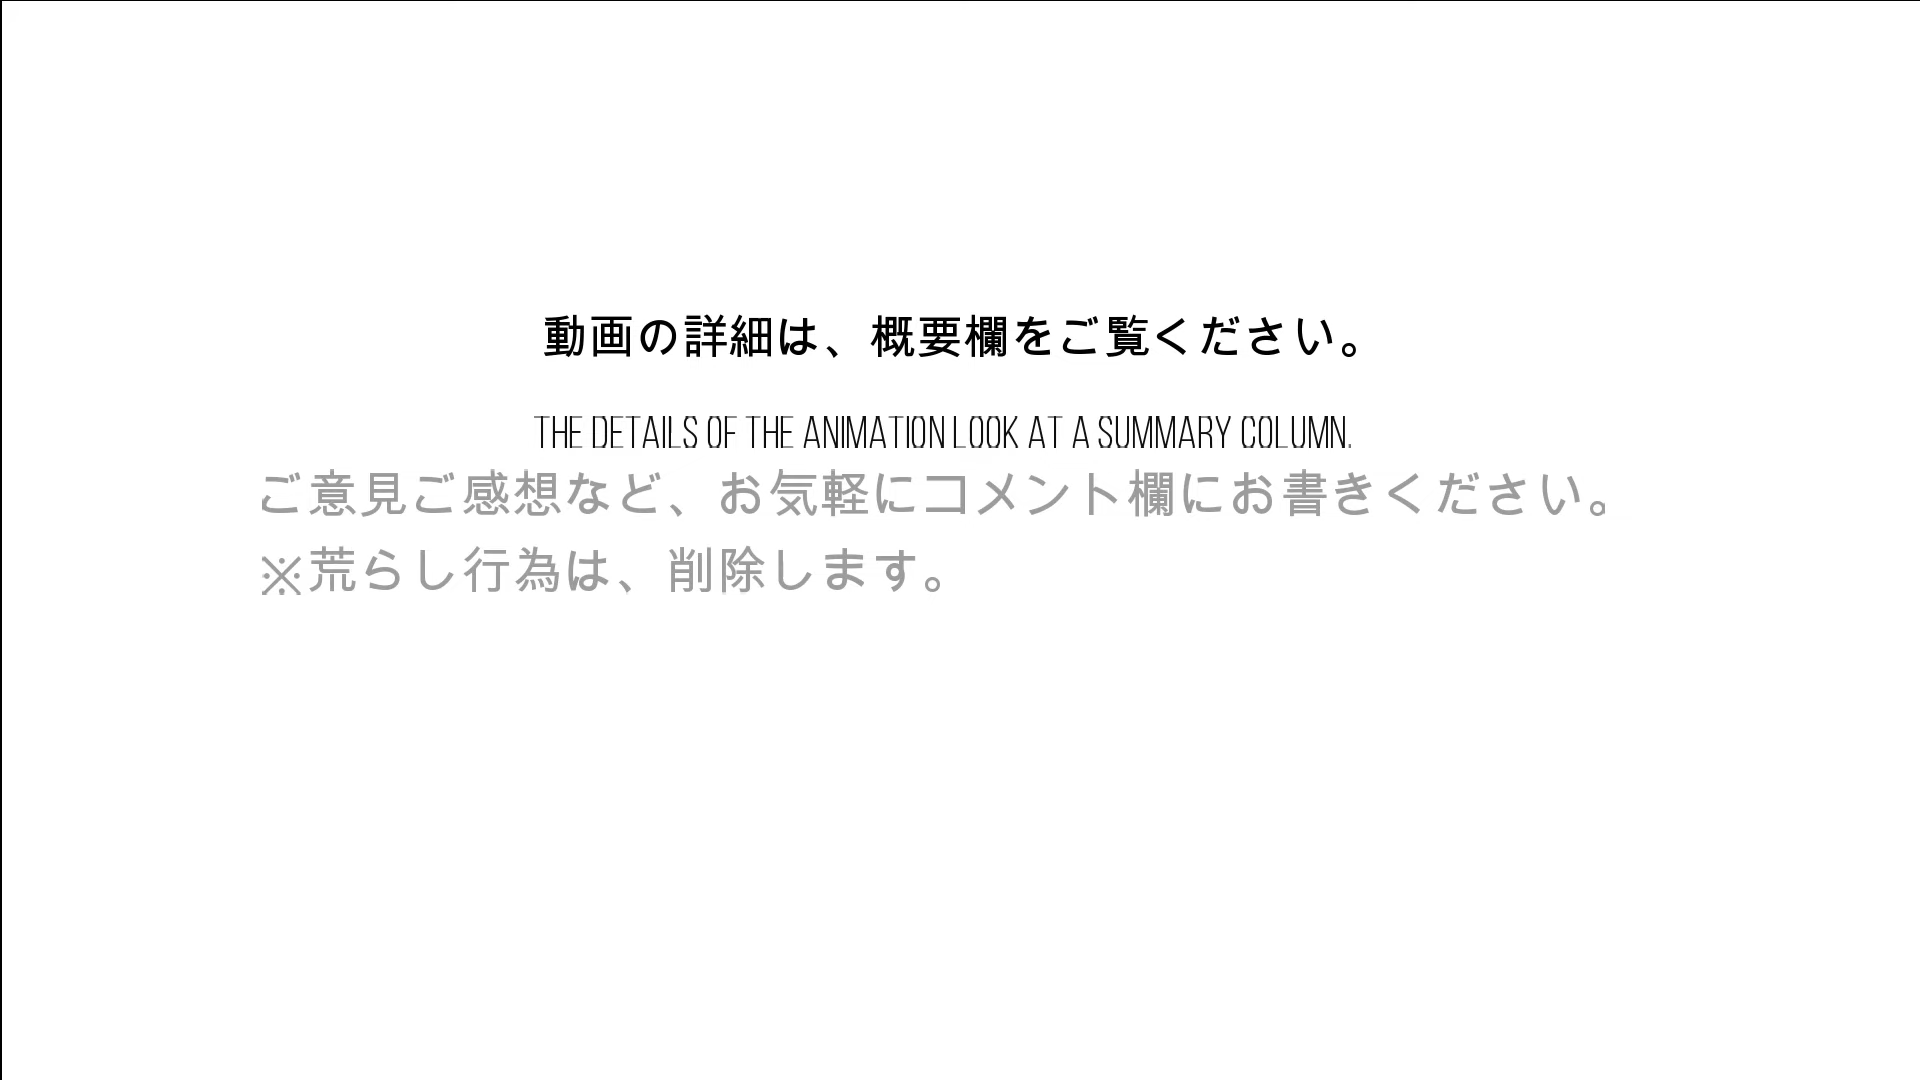 動画の詳細は、概要欄をご覧ください。
THE DETAILS OF THE ANIMATION LOOK AT A SUMMARY COLUMN.
ご意見ご感想など、お気軽にコメント欄にお書きください。
※荒らし行為は、削除します。